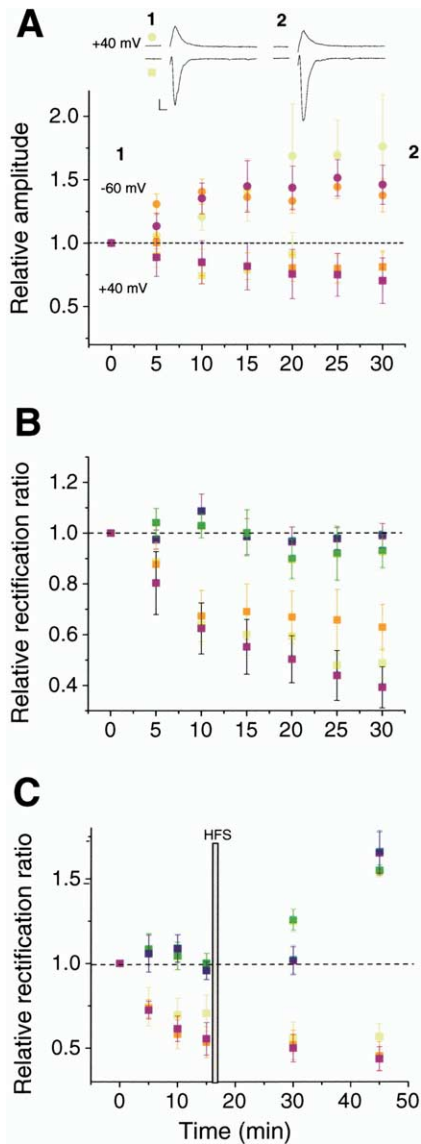 A
1
2
+40 mV
Relative amplitude
2.0
1.5
1.0
0.5
1
2
-60 mV
+40 mV
0 5 10 15 20 25 30
B
Relative rectification ratio
1.2
1.0
0.8
0.6
0.4
0 5 10 15 20 25 30
C
HFS
Relative rectification ratio
1.5
1.0
0.5
0 10 20 30 40 50
Time (min)